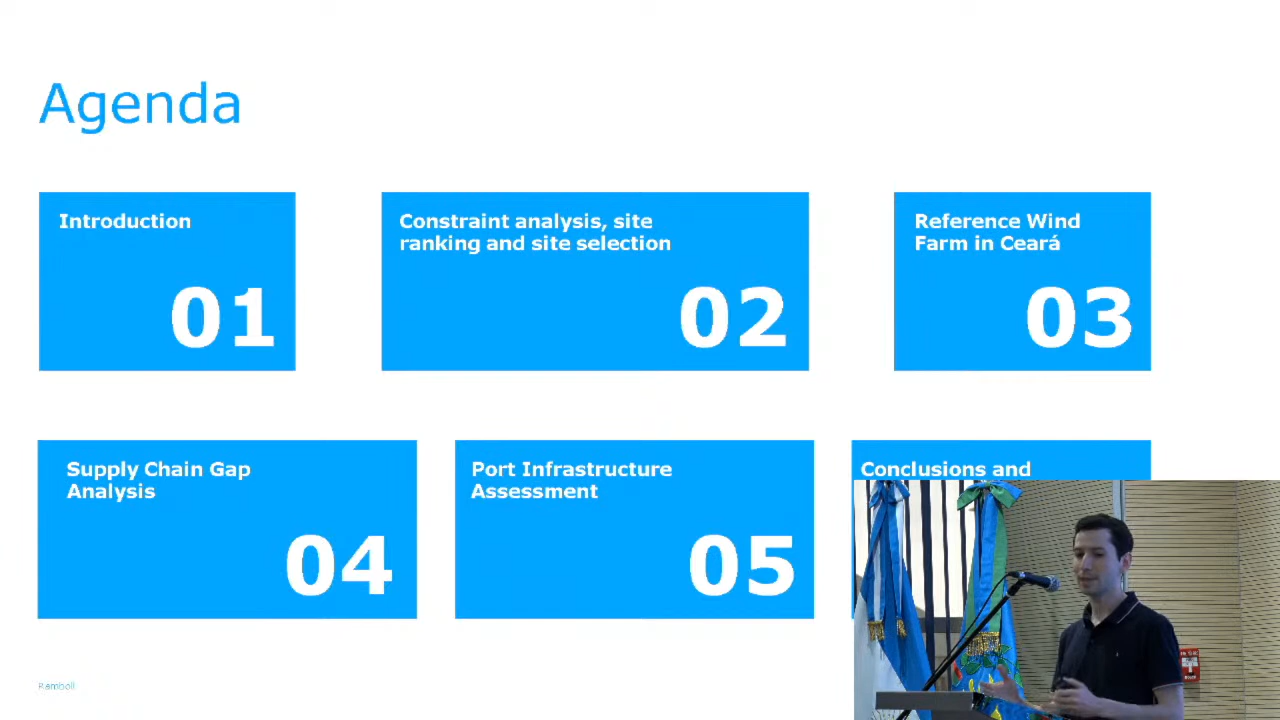 Agenda
Introduction
01
Constraint analysis, site
ranking and site selection
02
Reference Wind
Farm in Ceará
03
Supply Chain Gap
Analysis
04
Port Infrastructure
Assessment
05
Conclusions and
Ramboll